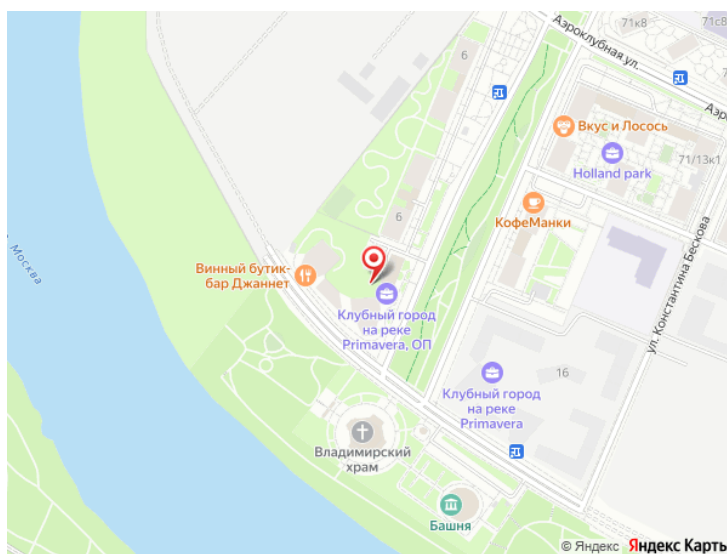 71к8
71с8
Аэроклубная ул.
Аэро
6
Вкус и Лосось
71/13к1
Holland park
6
КофеМанки
ул. Константина Бескова
Москва
Винный бутик-
бар Джаннет
Клубный город
на реке
Primavera, ОП
16
Клубный город
на реке
Primavera
Владимирский
храм
Башня
© Яндекс Яндекс Карты